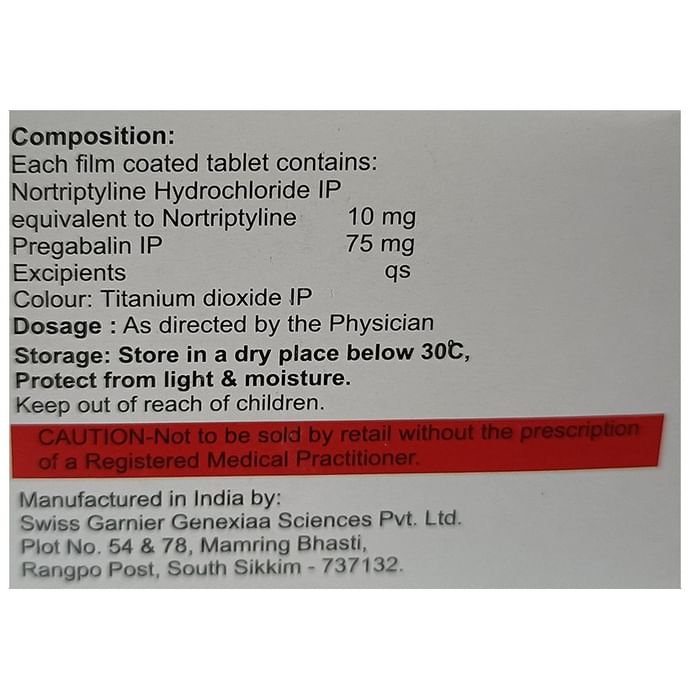 Composition:
Each film coated tablet contains:
Nortriptyline Hydrochloride IP
equivalent to Nortriptyline 10 mg
Pregabalin IP 75 mg
Excipients qs
Colour: Titanium dioxide IP
Dosage : As directed by the Physician
Storage: Store in a dry place below 30°C,
Protect from light & moisture.
Keep out of reach of children.
CAUTION-Not to be sold by retail without the prescription
of a Registered Medical Practitioner.
Manufactured in India by:
Swiss Garnier Genexiaa Sciences Pvt. Ltd.
Plot No. 54 & 78, Mamring Bhasti,
Rangpo Post, South Sikkim - 737132.